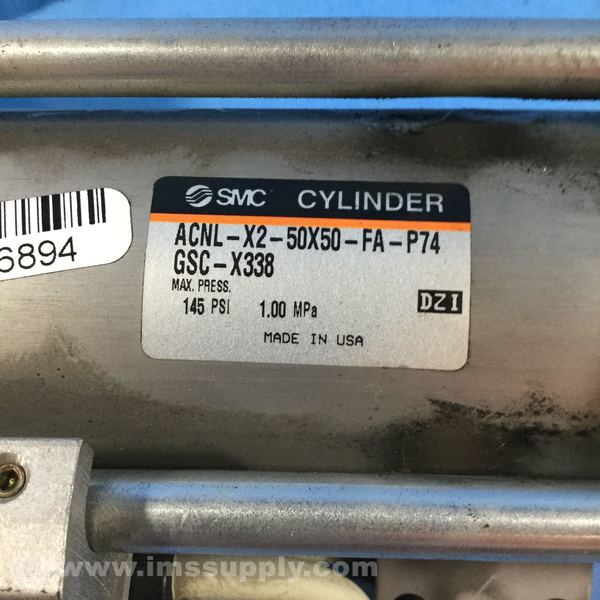 SMC CYLINDER
ACNL-X2-50X50-FA-P74
GSC-X338
MAX. PRESS.
145 PSI 1.00 MPa
DZI
MADE IN USA
6894
www.imssupply.com